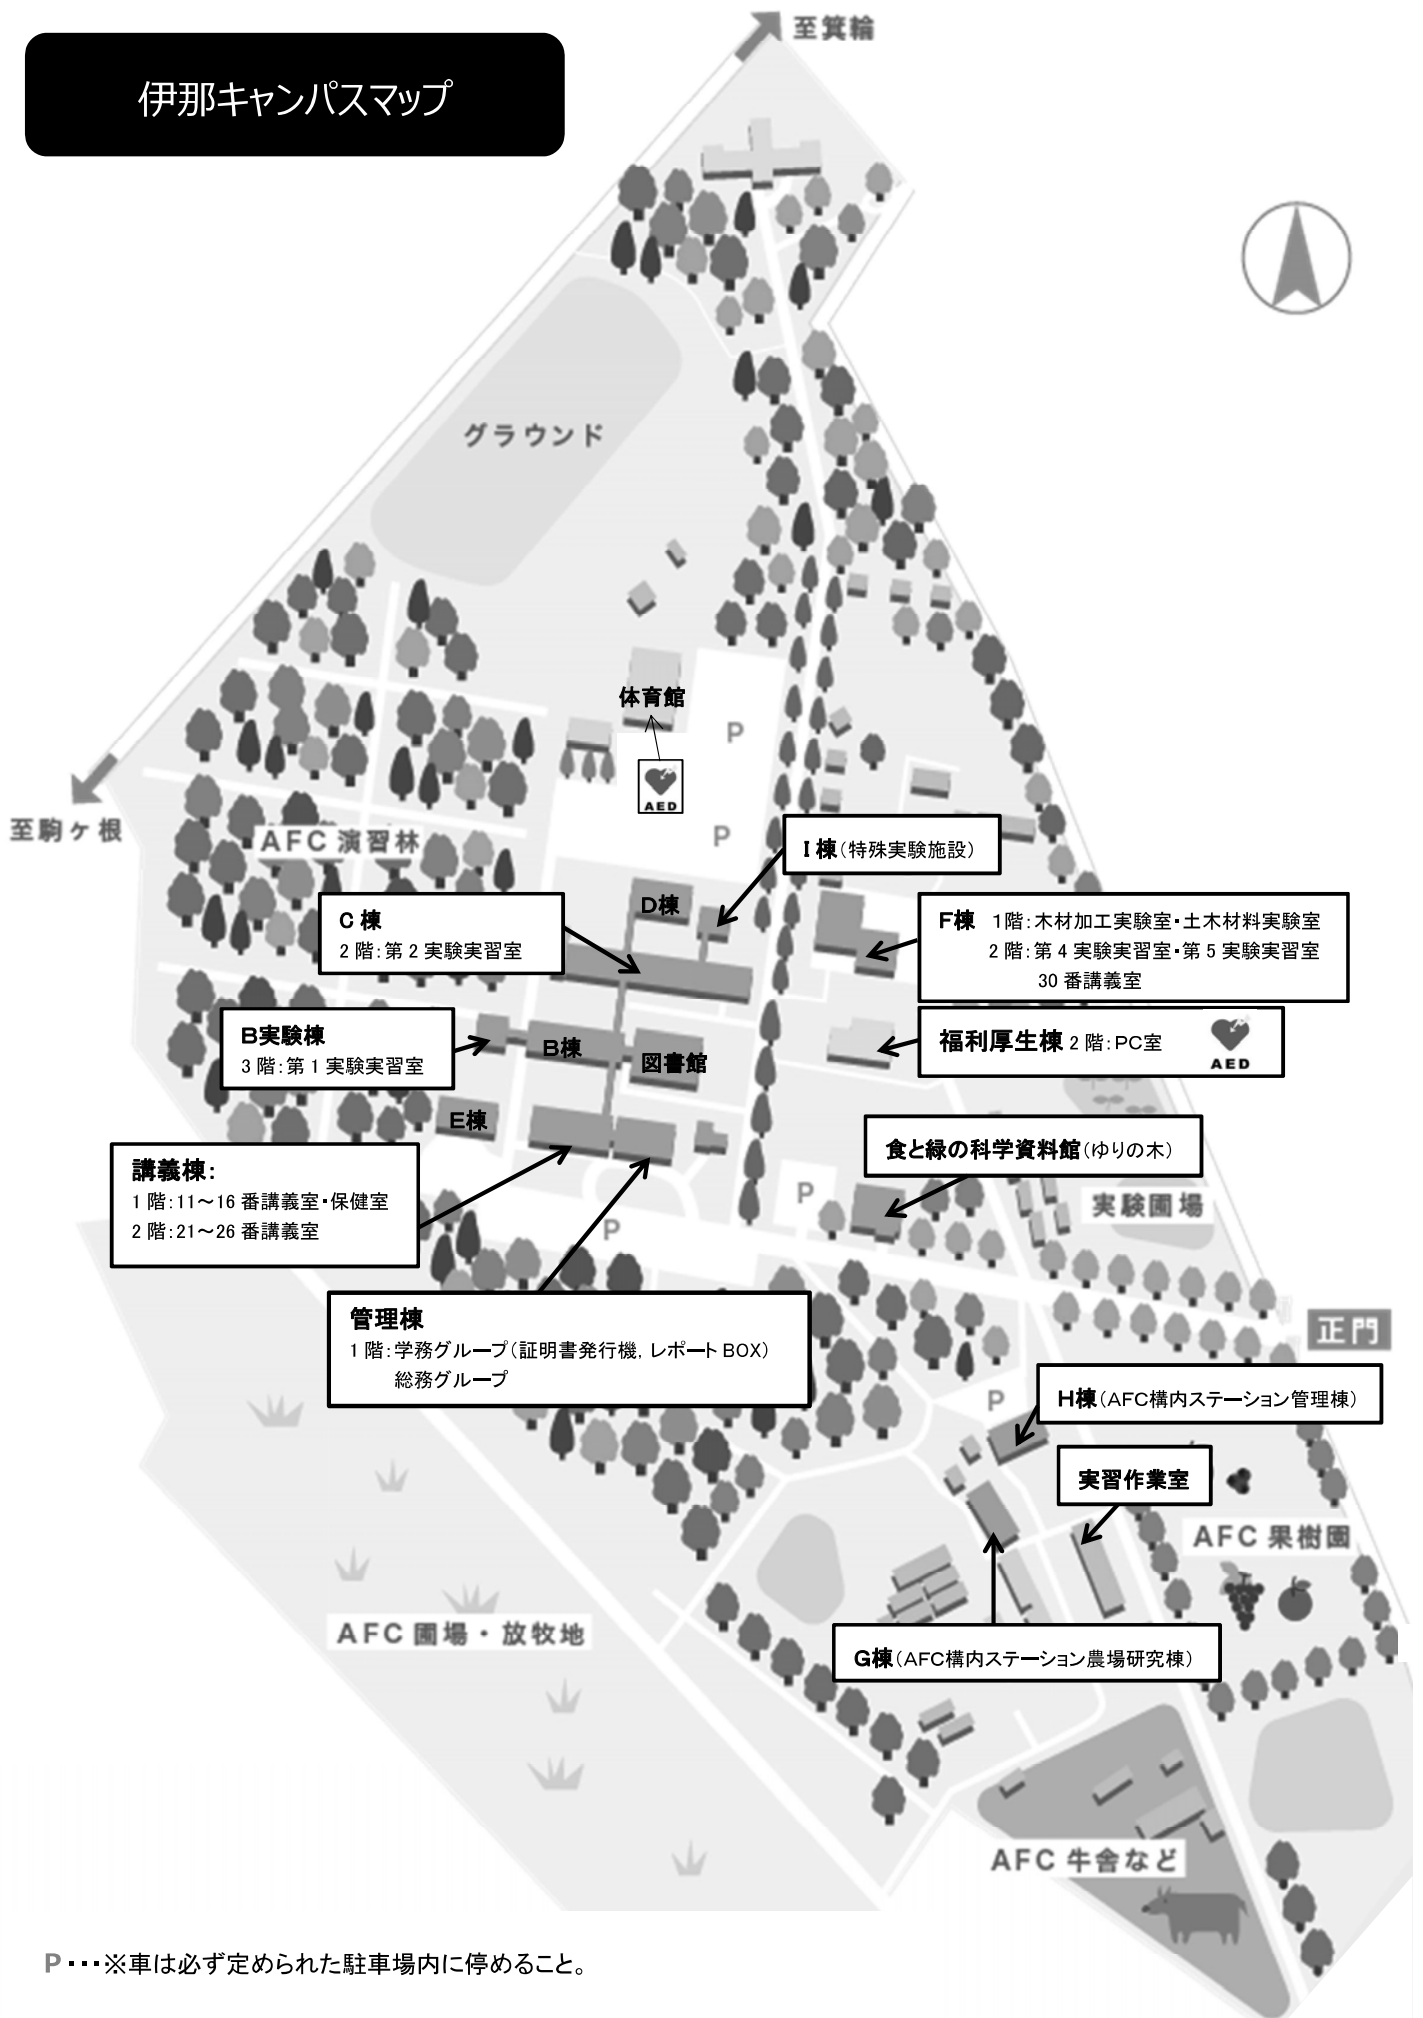 至箕輪
伊那キャンパスマップ
グラウンド
体育館
P
AED
至駒ヶ根
AFC 演習林
P
I 棟（特殊実験施設）
D棟
C 棟
2 階：第 2 実験実習室
F棟 1階：木材加工実験室・土木材料実験室
2 階：第 4 実験実習室・第 5 実験実習室
30 番講義室
B実験棟
3 階：第 1 実験実習室
B棟
図書館
福利厚生棟 2 階：PC室
AED
E棟
講義棟：
1 階：11～16 番講義室・保健室
2 階：21～26 番講義室
食と緑の科学資料館（ゆりの木）
P
実験圃場
P
管理棟
1 階：学務グループ（証明書発行機，レポート BOX）
総務グループ
正門
P
H棟（AFC構内ステーション管理棟）
実習作業室
AFC 果樹園
AFC 圃場・放牧地
G棟（AFC構内ステーション農場研究棟）
AFC 牛舎など
P・・・※車は必ず定められた駐車場内に停めること。